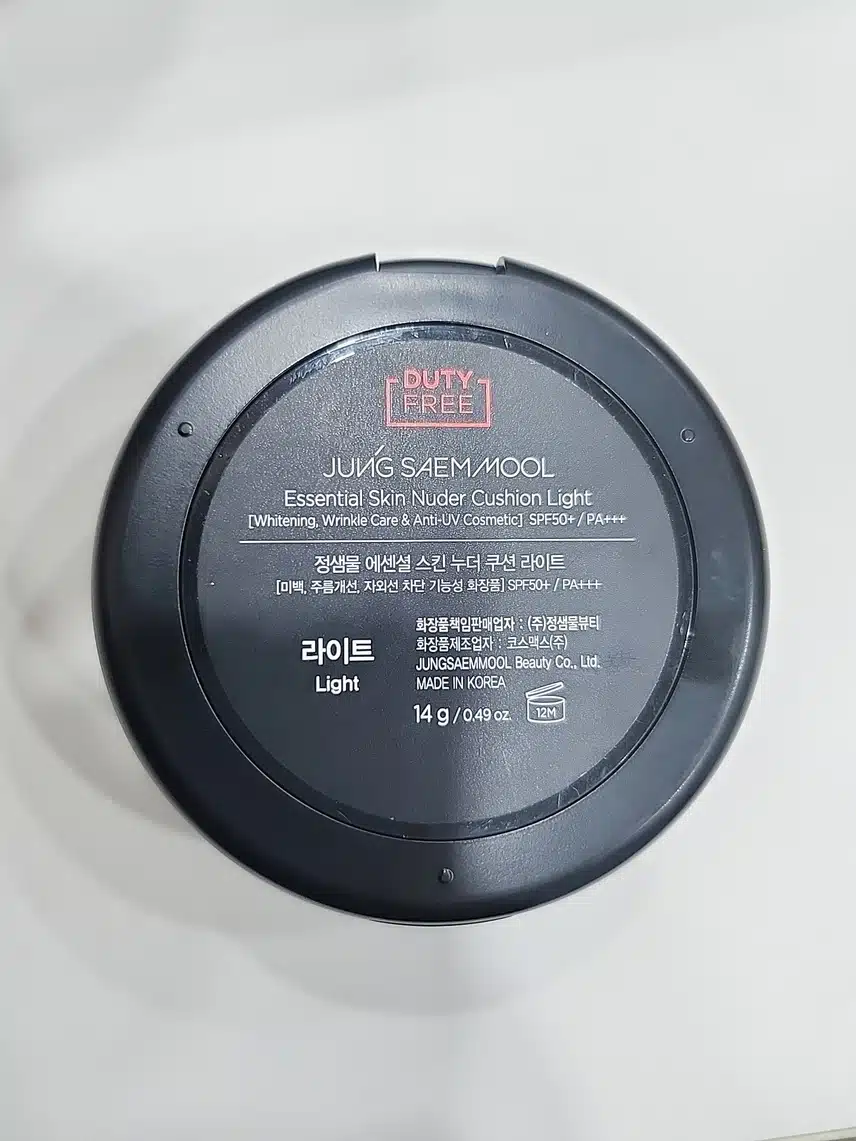 DUTY
FREE
JUNG SAEM MOOL
Essential Skin Nuder Cushion Light
[Whitening, Wrinkle Care & Anti-UV Cosmetic] SPF50+ / PA+++
정샘물 에센셜 스킨 누더 쿠션 라이트
[미백, 주름개선, 자외선 차단 기능성 화장품] SPF50+ / PA+++
라이트
Light
화장품책임판매업자 : (주)정샘물뷰티
화장품제조업자 : 코스맥스(주)
JUNGSAEMMOOL Beauty Co., Ltd.
MADE IN KOREA
14 g / 0.49 oz.
12M